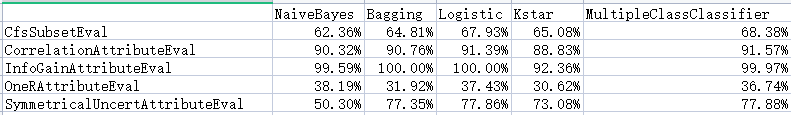 NaiveBayes Bagging Logistic Kstar MultipleClassClassifier
CfsSubsetEval 62.36% 64.81% 67.93% 65.08% 68.38%
CorrelationAttributeEval 90.32% 90.76% 91.39% 88.83% 91.57%
InfoGainAttributeEval 99.59% 100.00% 100.00% 92.36% 99.97%
OneRAttributeEval 38.19% 31.92% 37.43% 30.62% 36.74%
SymmetricalUncertAttributeEval 50.30% 77.35% 77.86% 73.08% 77.88%